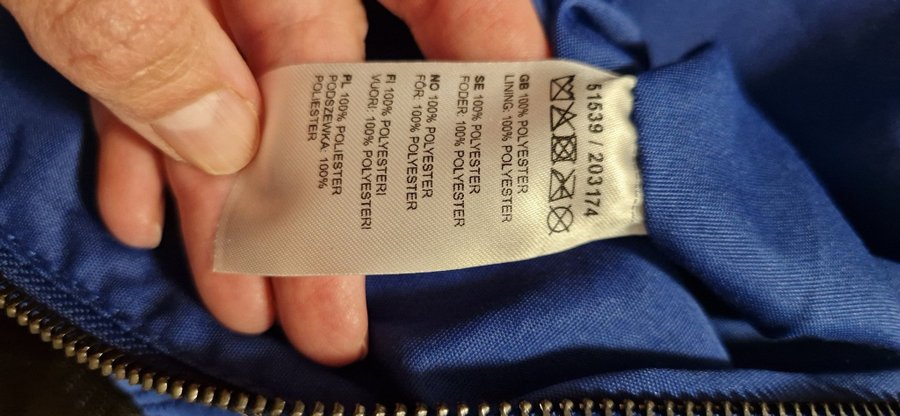 51539 / 203174
GB 100% POLYESTER
LINING: 100% POLYESTER
SE 100% POLYESTER
FODER: 100% POLYESTER
NO 100% POLYESTER
FÔR: 100% POLYESTER
FI 100% POLYESTERI
VUORI: 100% POLYESTERI
PL 100% POLIESTER
PODSZEWKA: 100%
POLIESTER